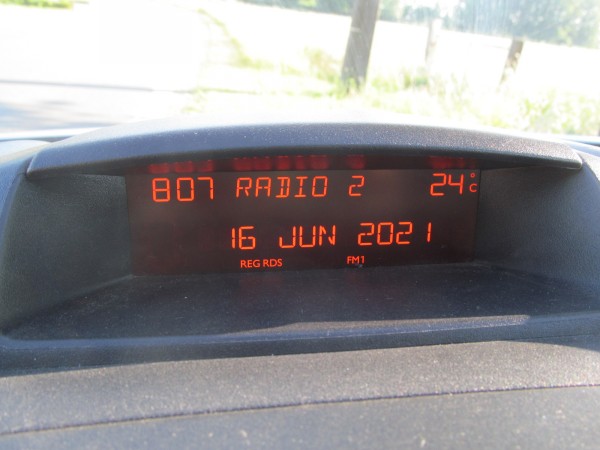 807 RADIO 2 24°C
16 JUN 2021
REG RDS FM1